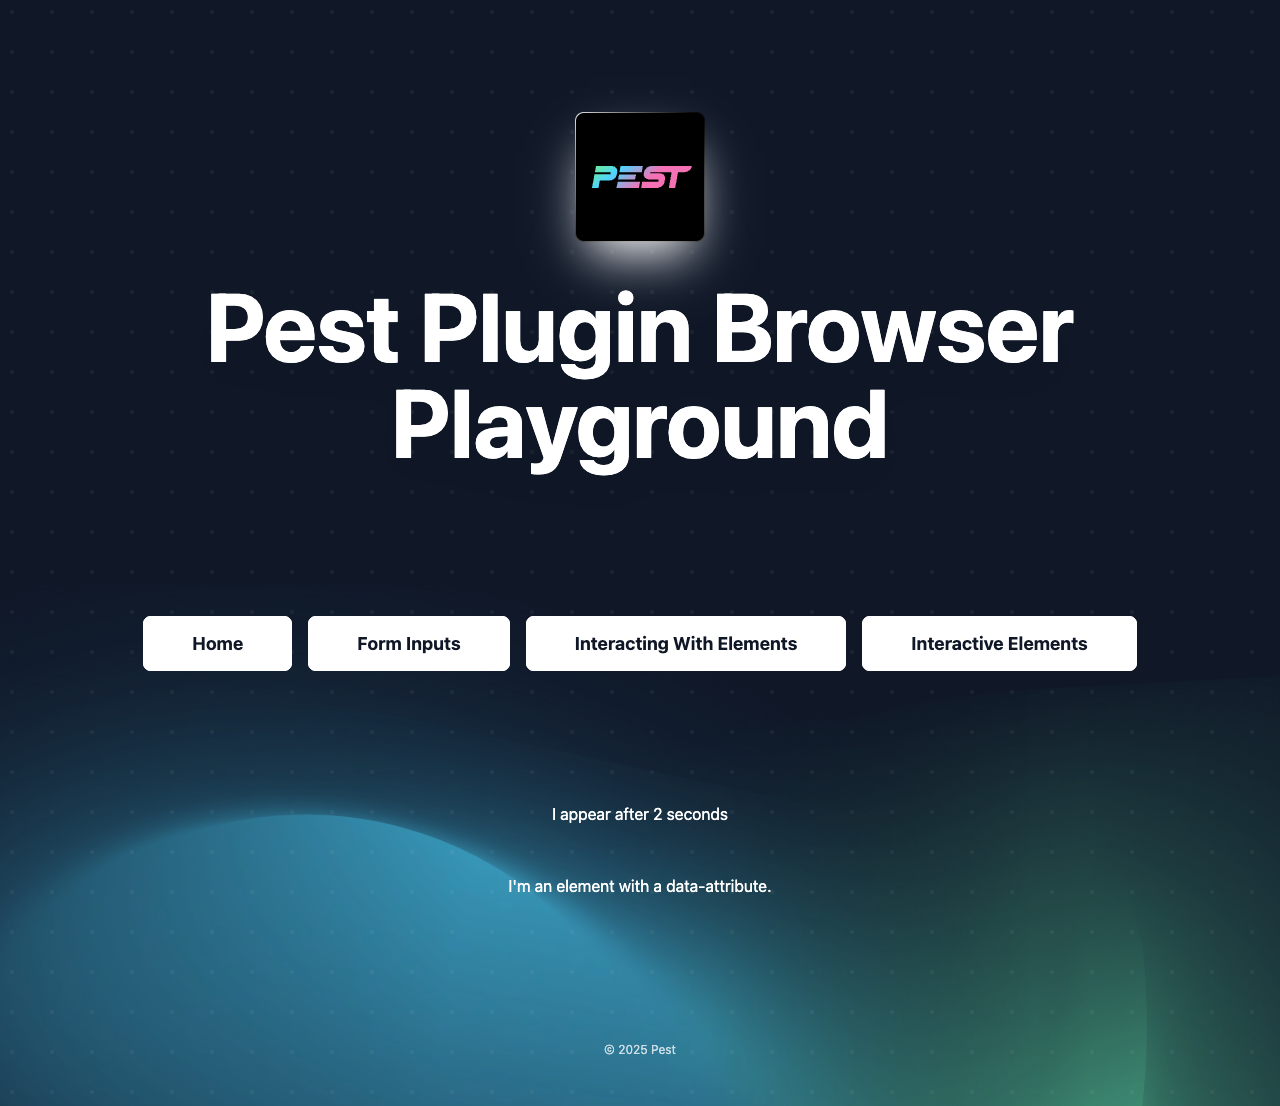 PEST
Pest Plugin Browser
Playground
Home
Form Inputs
Interacting With Elements
Interactive Elements
I appear after 2 seconds
I'm an element with a data-attribute.
© 2025 Pest